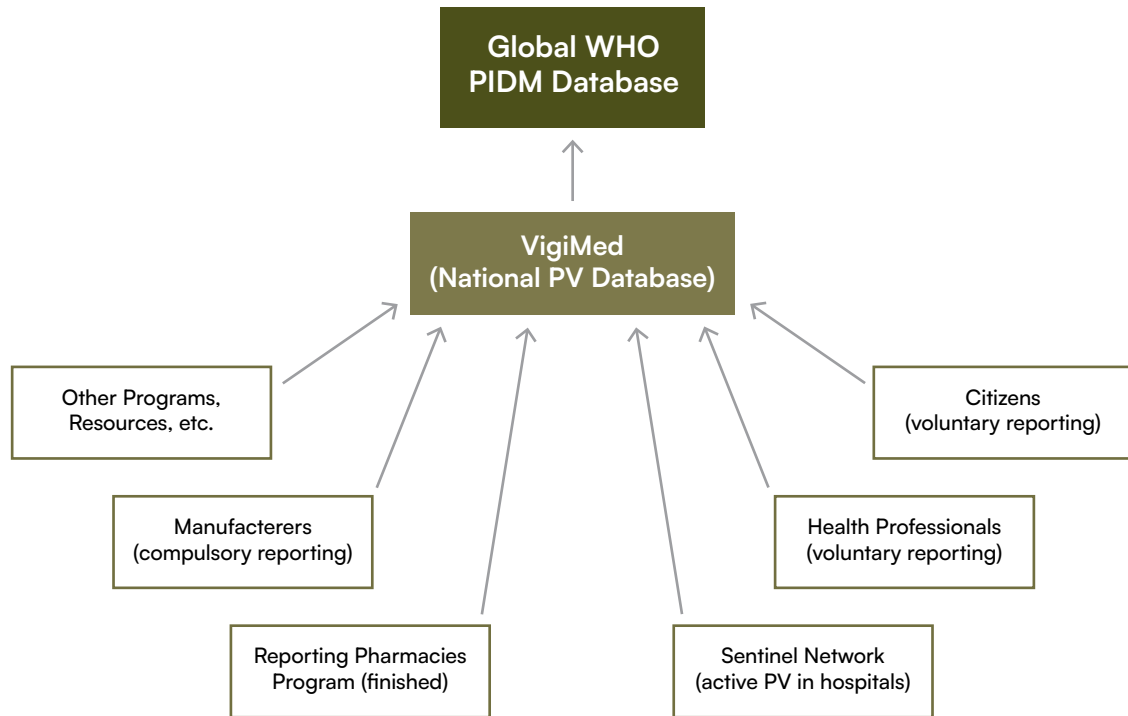 Global WHO
PIDM Database
VigiMed
(National PV Database)
Other Programs,
Resources, etc.
Citizens
(voluntary reporting)
Manufacterers
(compulsory reporting)
Health Professionals
(voluntary reporting)
Reporting Pharmacies
Program (finished)
Sentinel Network
(active PV in hospitals)